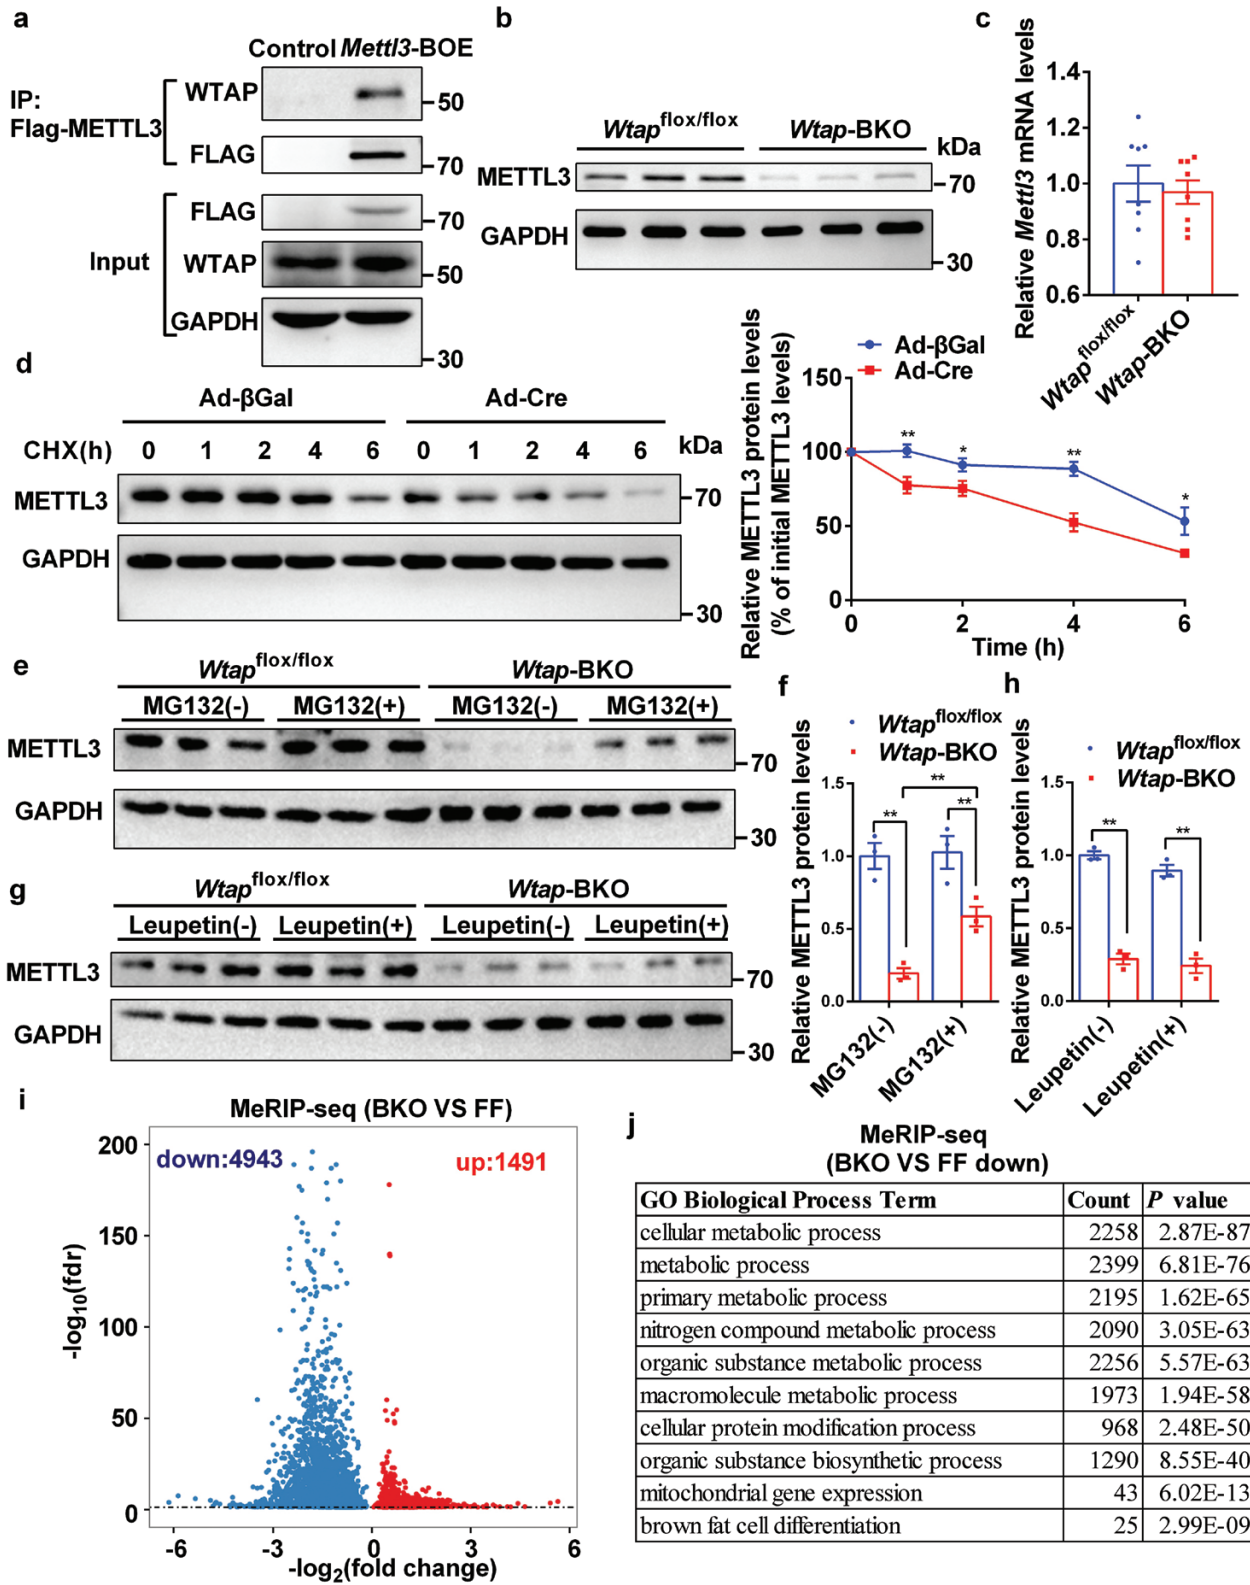 a
Control Mettl3-BOE
IP:
Flag-METTL3
WTAP
50
FLAG
70
Input
FLAG
70
WTAP
50
GAPDH
30
b
Wtapflox/flox Wtap-BKO
kDa
METTL3
70
GAPDH
30
c
Relative Mettl3 mRNA levels
1.4
1.2
1.0
0.8
0.6
Wtapflox/flox
Wtap-BKO
d
Ad-βGal Ad-Cre
CHX(h) 0 1 2 4 6 0 1 2 4 6 kDa
METTL3
70
GAPDH
30
Ad-βGal
Ad-Cre
Relative METTL3 protein levels
(% of initial METTL3 levels)
150
100
50
0
** * ** *
0 2 4 6
Time (h)
e
Wtapflox/flox Wtap-BKO
MG132(-) MG132(+) MG132(-) MG132(+)
METTL3
70
GAPDH
30
f
Wtapflox/flox
Wtap-BKO
Relative METTL3 protein levels
1.5
1.0
0.5
0.0
** ** **
MG132(-)
MG132(+)
g
Wtapflox/flox Wtap-BKO
Leupetin(-) Leupetin(+) Leupetin(-) Leupetin(+)
METTL3
70
GAPDH
30
h
Wtapflox/flox
Wtap-BKO
Relative METTL3 protein levels
1.5
1.0
0.5
0.0
** **
Leupetin(-)
Leupetin(+)
i
MeRIP-seq (BKO VS FF)
down:4943 up:1491
-log10(fdr)
200
150
100
50
0
-6 -3 0 3 6
-log2(fold change)
j
MeRIP-seq
(BKO VS FF down)
GO Biological Process Term Count P value
cellular metabolic process 2258 2.87E-87
metabolic process 2399 6.81E-76
primary metabolic process 2195 1.62E-65
nitrogen compound metabolic process 2090 3.05E-63
organic substance metabolic process 2256 5.57E-63
macromolecule metabolic process 1973 1.94E-58
cellular protein modification process 968 2.48E-50
organic substance biosynthetic process 1290 8.55E-40
mitochondrial gene expression 43 6.02E-13
brown fat cell differentiation 25 2.99E-09